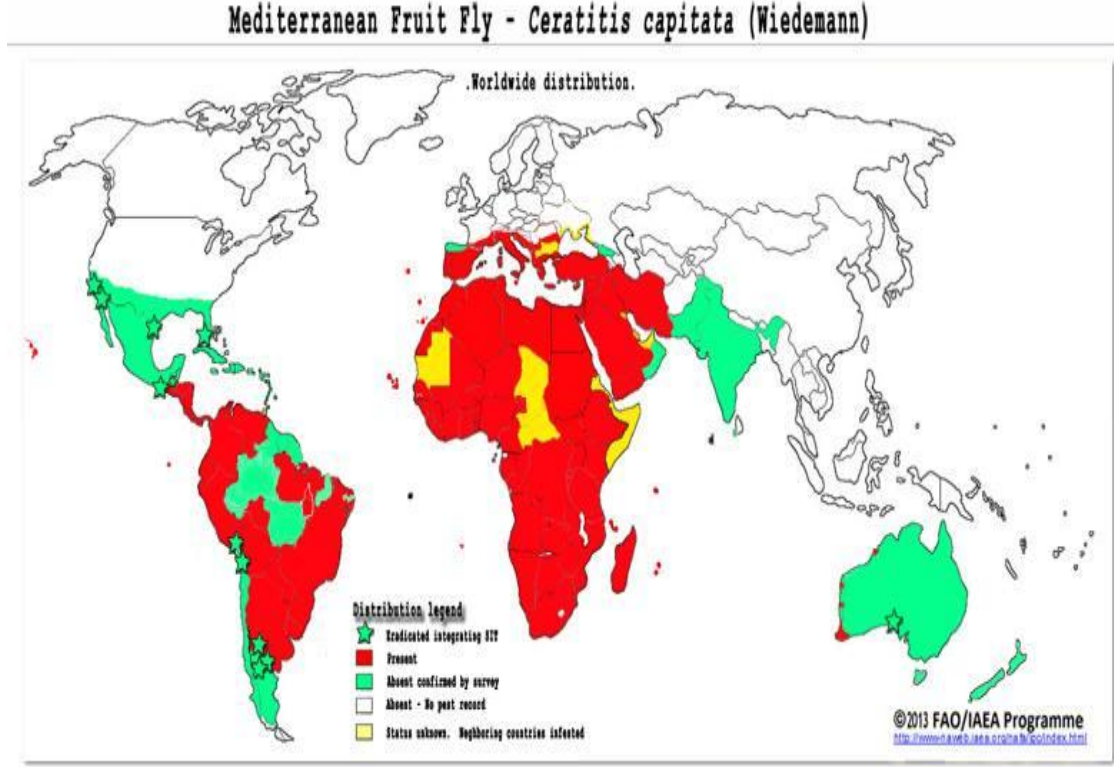 Mediterranean Fruit Fly - Ceratitis capitata (Wiedemann)
.Worldwide distribution.
Distribution legend
Eradicated integrating SIT
Present
Absent confirmed by survey
Absent - No pest record
Status unknown. Neghboring countries infested
©2013 FAO/IAEA Programme